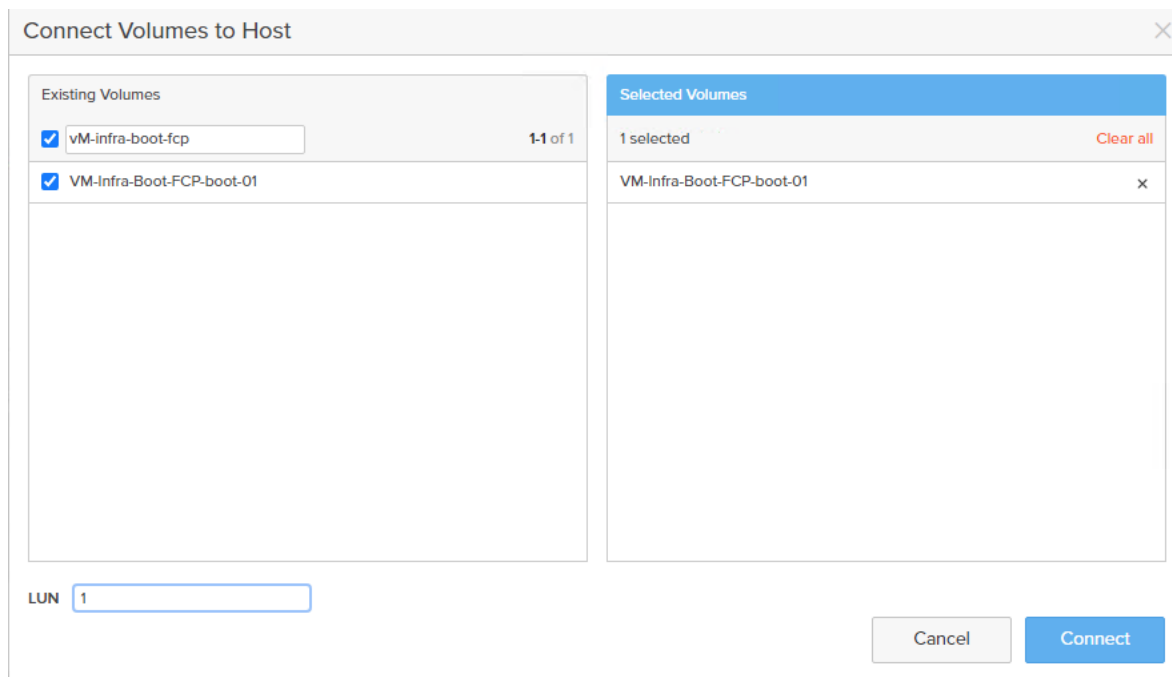 Connect Volumes to Host
Existing Volumes
vM-infra-boot-fcp 1-1 of 1
VM-Infra-Boot-FCP-boot-01
Selected Volumes
1 selected Clear all
VM-Infra-Boot-FCP-boot-01
LUN 1
Cancel Connect